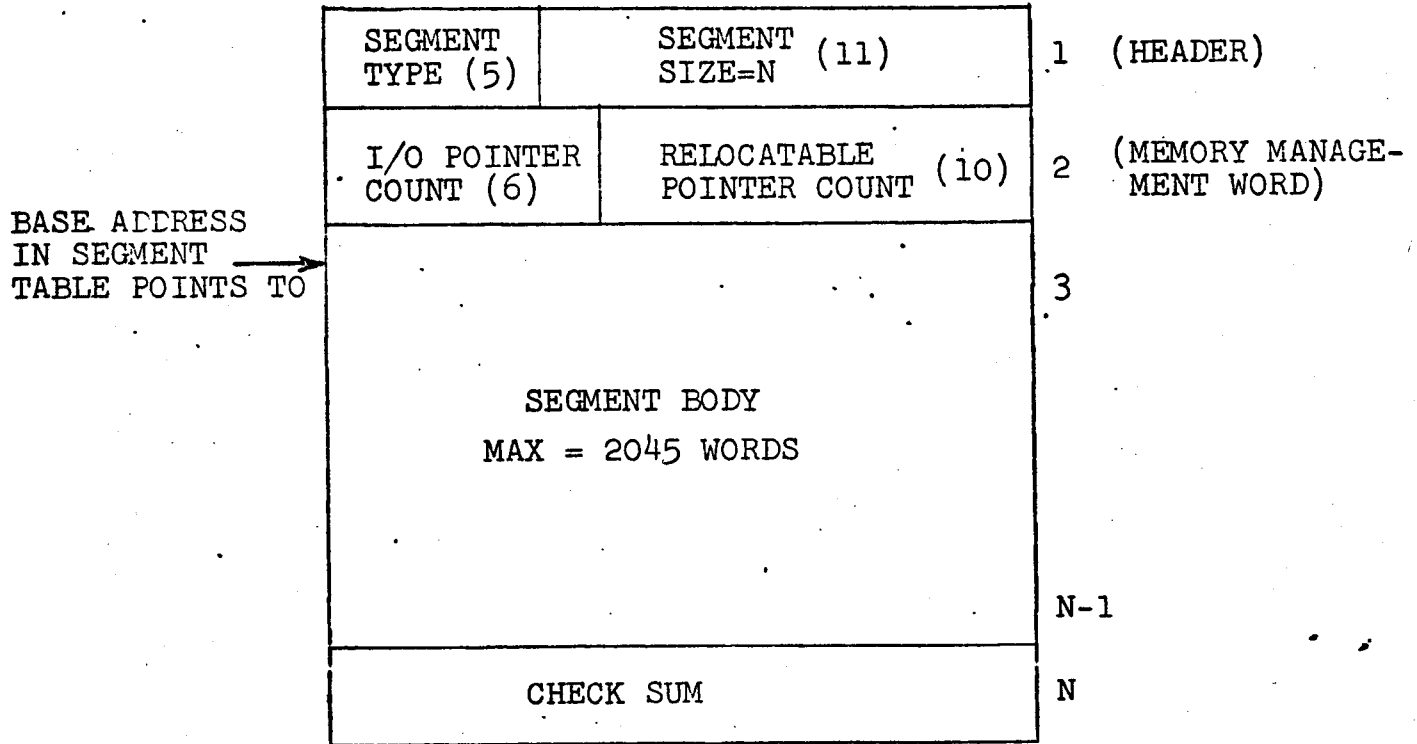 SEGMENT TYPE (5)
SEGMENT SIZE=N (11)
1 (HEADER)
I/O POINTER COUNT (6)
RELOCATABLE POINTER COUNT (10)
2 (MEMORY MANAGE-
MENT WORD)
BASE ADDRESS
IN SEGMENT
TABLE POINTS TO
3
SEGMENT BODY
MAX = 2045 WORDS
N-1
CHECK SUM
N